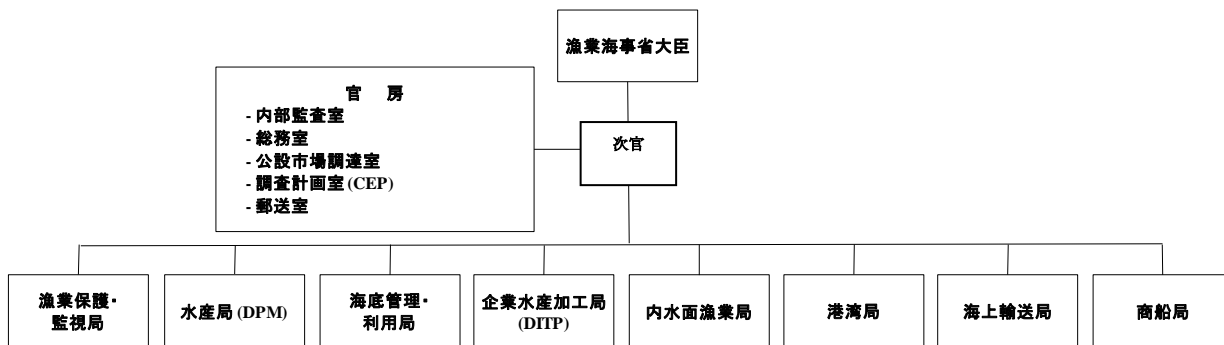 漁業海事省大臣
官　房
- 内部監査室
- 総務室
- 公設市場調達室
- 調査計画室 (CEP)
- 郵送室
次官
漁業保護・
監視局
水産局 (DPM)
海底管理・
利用局
企業水産加工局
(DITP)
内水面漁業局
港湾局
海上輸送局
商船局